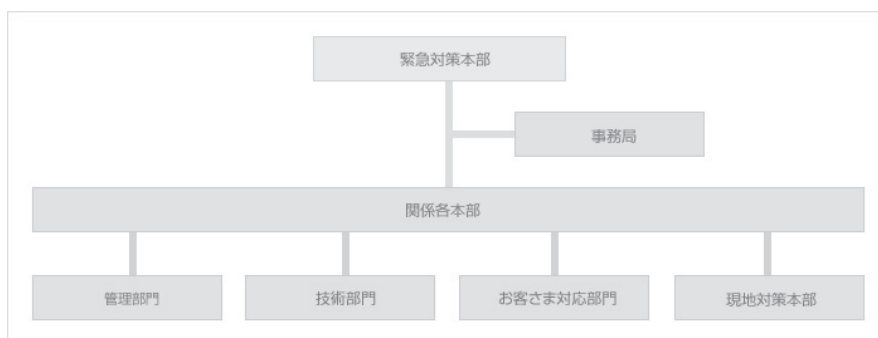 緊急対策本部
事務局
関係各本部
管理部門
技術部門
お客さま対応部門
現地対策本部